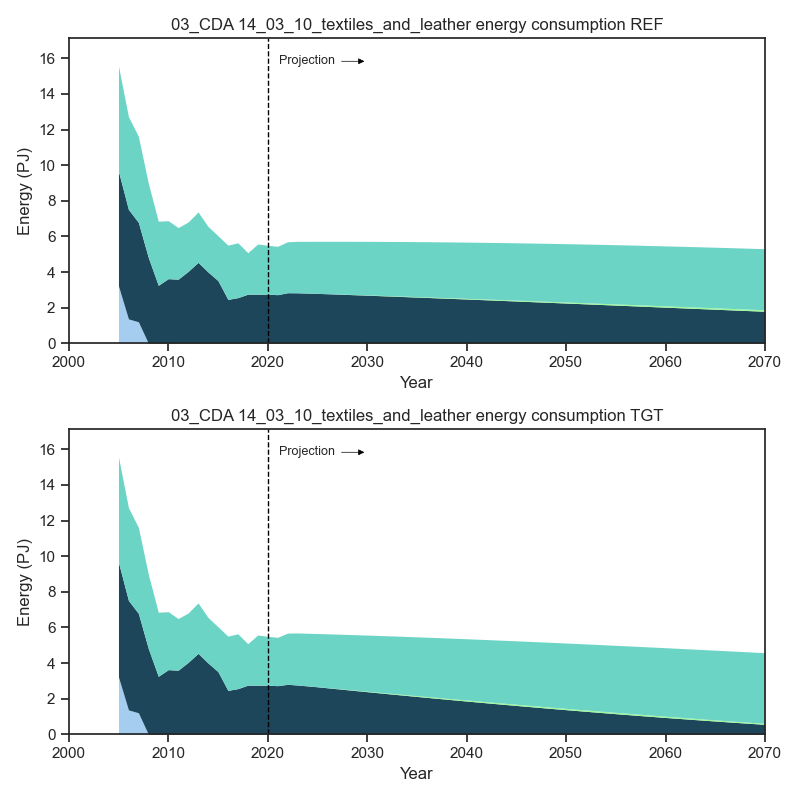 03_CDA 14_03_10_textiles_and_leather energy consumption REF
Projection
16
14
12
10
8
6
4
2
0
Energy (PJ)
2000 2010 2020 2030 2040 2050 2060 2070
Year
03_CDA 14_03_10_textiles_and_leather energy consumption TGT
Projection
16
14
12
10
8
6
4
2
0
Energy (PJ)
2000 2010 2020 2030 2040 2050 2060 2070
Year